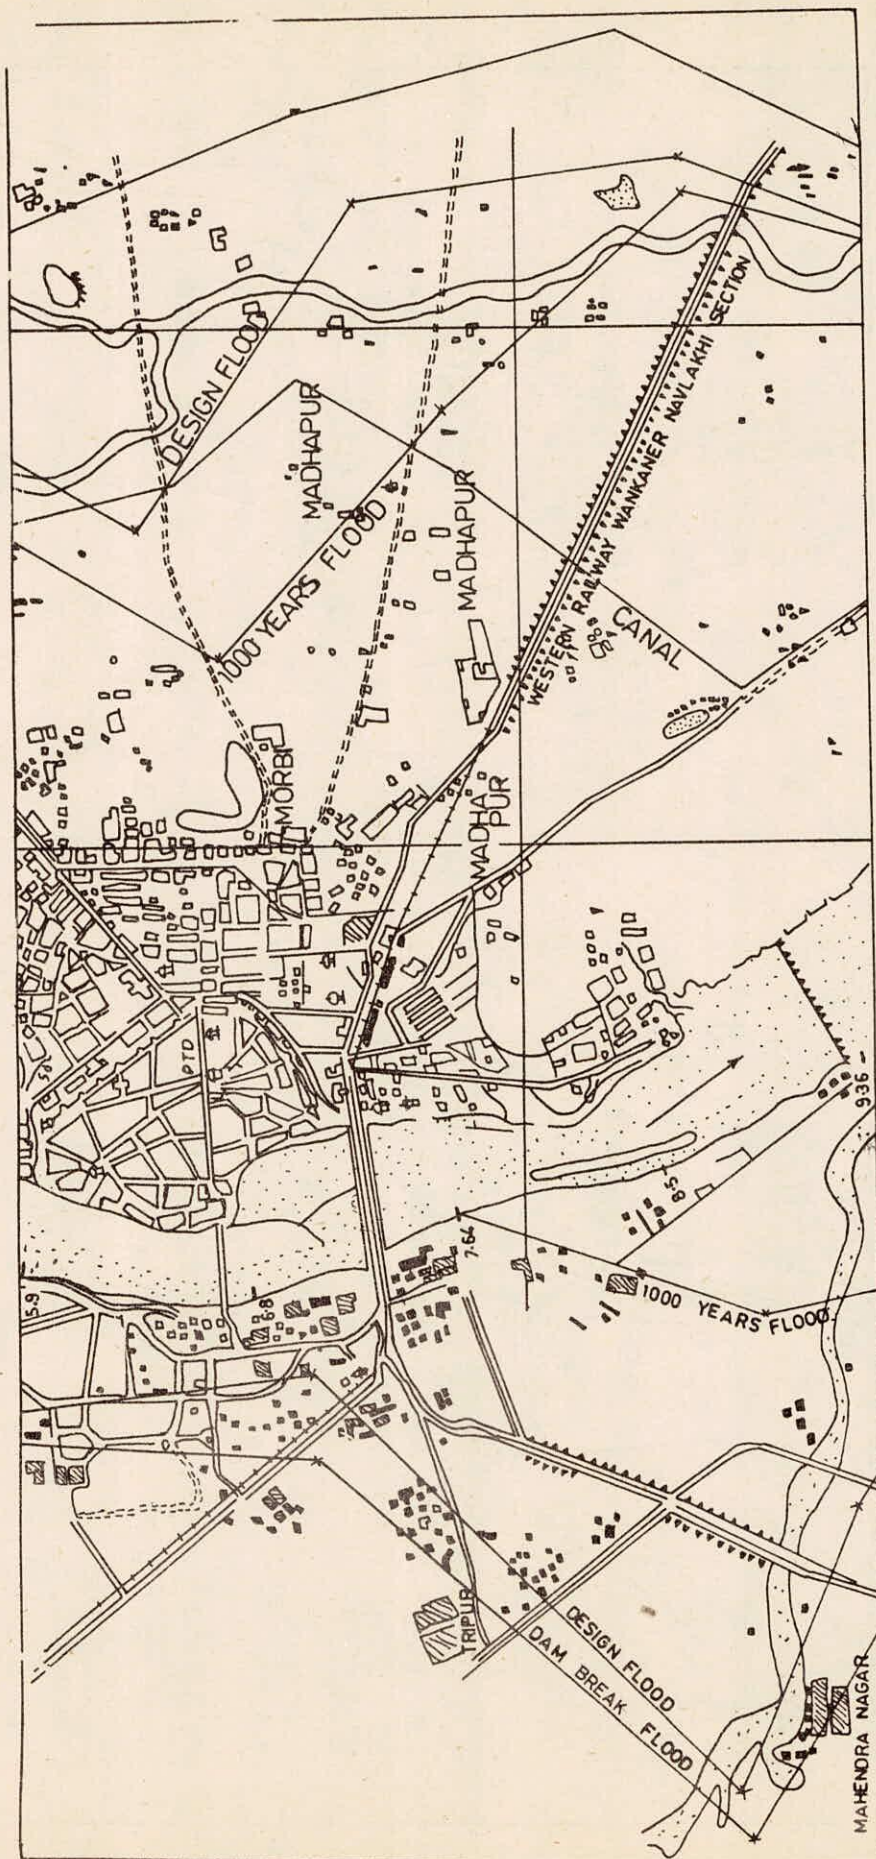 DESIGN FLOOD
MADHAPUR
1000 YEARS FLOOD
MADHAPUR
WESTERN RAILWAY WANKANER NAVLAKHI SECTION
CANAL
MORBI
MADHA
PUR
PTD
9·36
8·5
7·64
6·8
5·9
1000 YEARS FLOOD
TRIPUR
DESIGN FLOOD
DAM BREAK FLOOD
MAHENDRA NAGAR